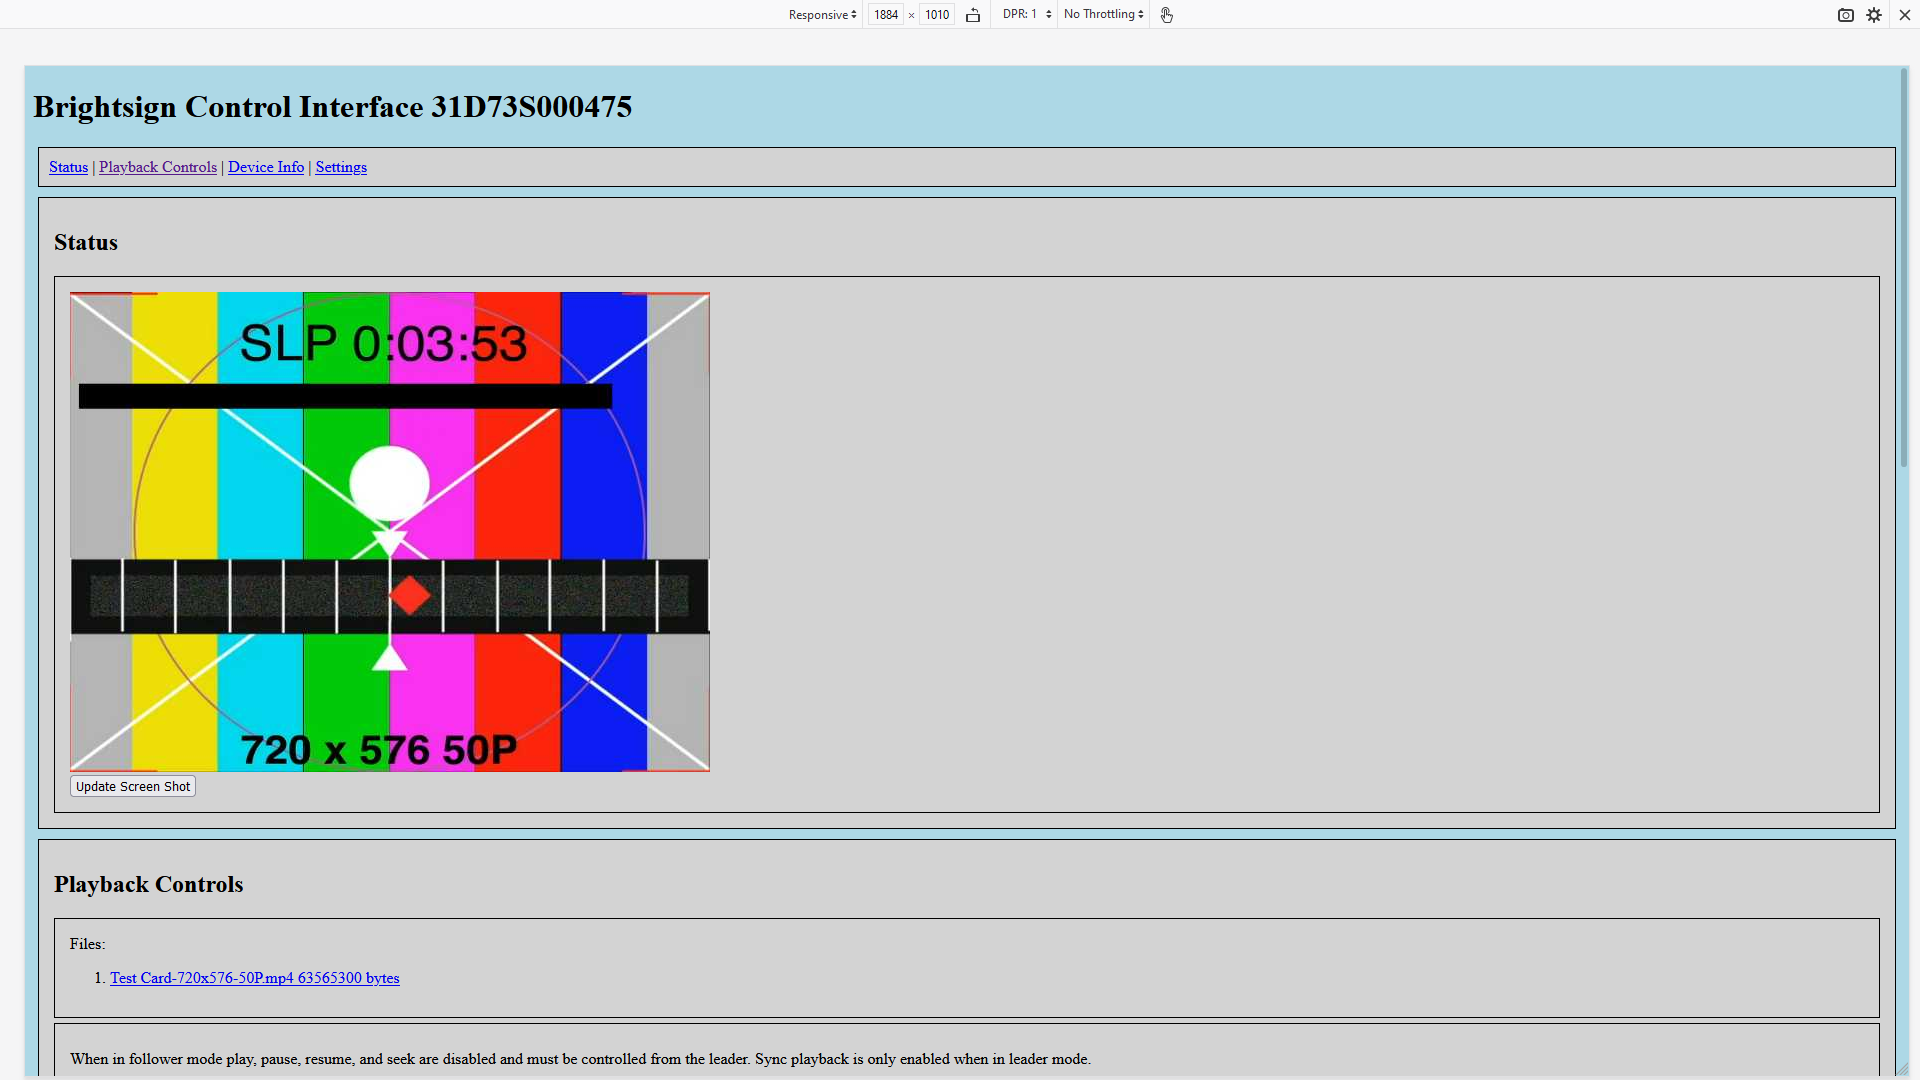 Responsive 1884 × 1010 DPR: 1 No Throttling
Brightsign Control Interface 31D73S000475
Status | Playback Controls | Device Info | Settings
Status
SLP 0:03:53
720 x 576 50P
Update Screen Shot
Playback Controls
Files:
1. Test Card-720x576-50P.mp4 63565300 bytes
When in follower mode play, pause, resume, and seek are disabled and must be controlled from the leader. Sync playback is only enabled when in leader mode.